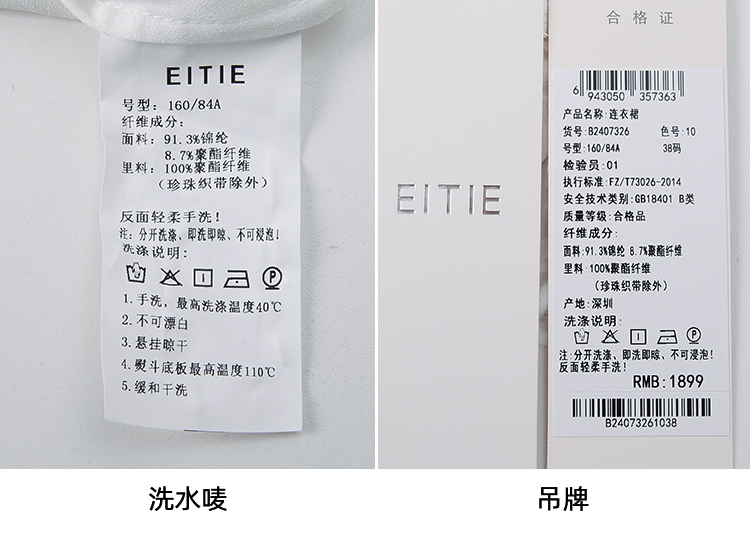 EITIE
号型：160/84A
纤维成分：
面料：91.3%锦纶
8.7%聚酯纤维
里料：100%聚酯纤维
（珍珠织带除外）
反面轻柔手洗！
注：分开洗涤、即洗即晾、不可浸泡！
洗涤说明：
1.手洗，最高洗涤温度40℃
2.不可漂白
3.悬挂晾干
4.熨斗底板最高温度110℃
5.缓和干洗
洗水唛
EITIE
合格证
6 943050 357363
产品名称：连衣裙
货号：B2407326 色号：10
号型：160/84A 38码
检验员：01
执行标准：FZ/T73026-2014
安全技术类别：GB18401 B类
质量等级：合格品
纤维成分：
面料：91.3%锦纶 8.7%聚酯纤维
里料：100%聚酯纤维
（珍珠织带除外）
产地：深圳
洗涤说明：
注：分开洗涤、即洗即晾、不可浸泡！
反面轻柔手洗！
RMB：1899
B24073261038
吊牌